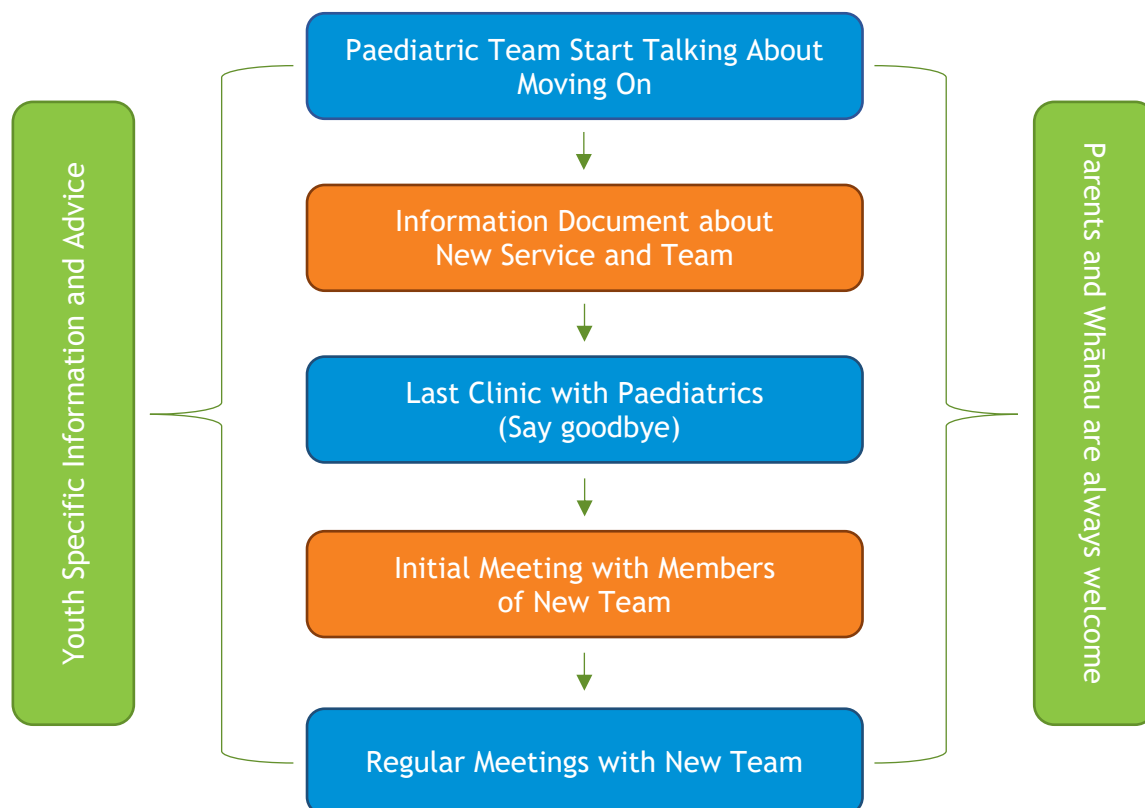 Paediatric Team Start Talking About
Moving On
Youth Specific Information and Advice
Parents and Whānau are always welcome
Information Document about
New Service and Team
Last Clinic with Paediatrics
(Say goodbye)
Initial Meeting with Members
of New Team
Regular Meetings with New Team